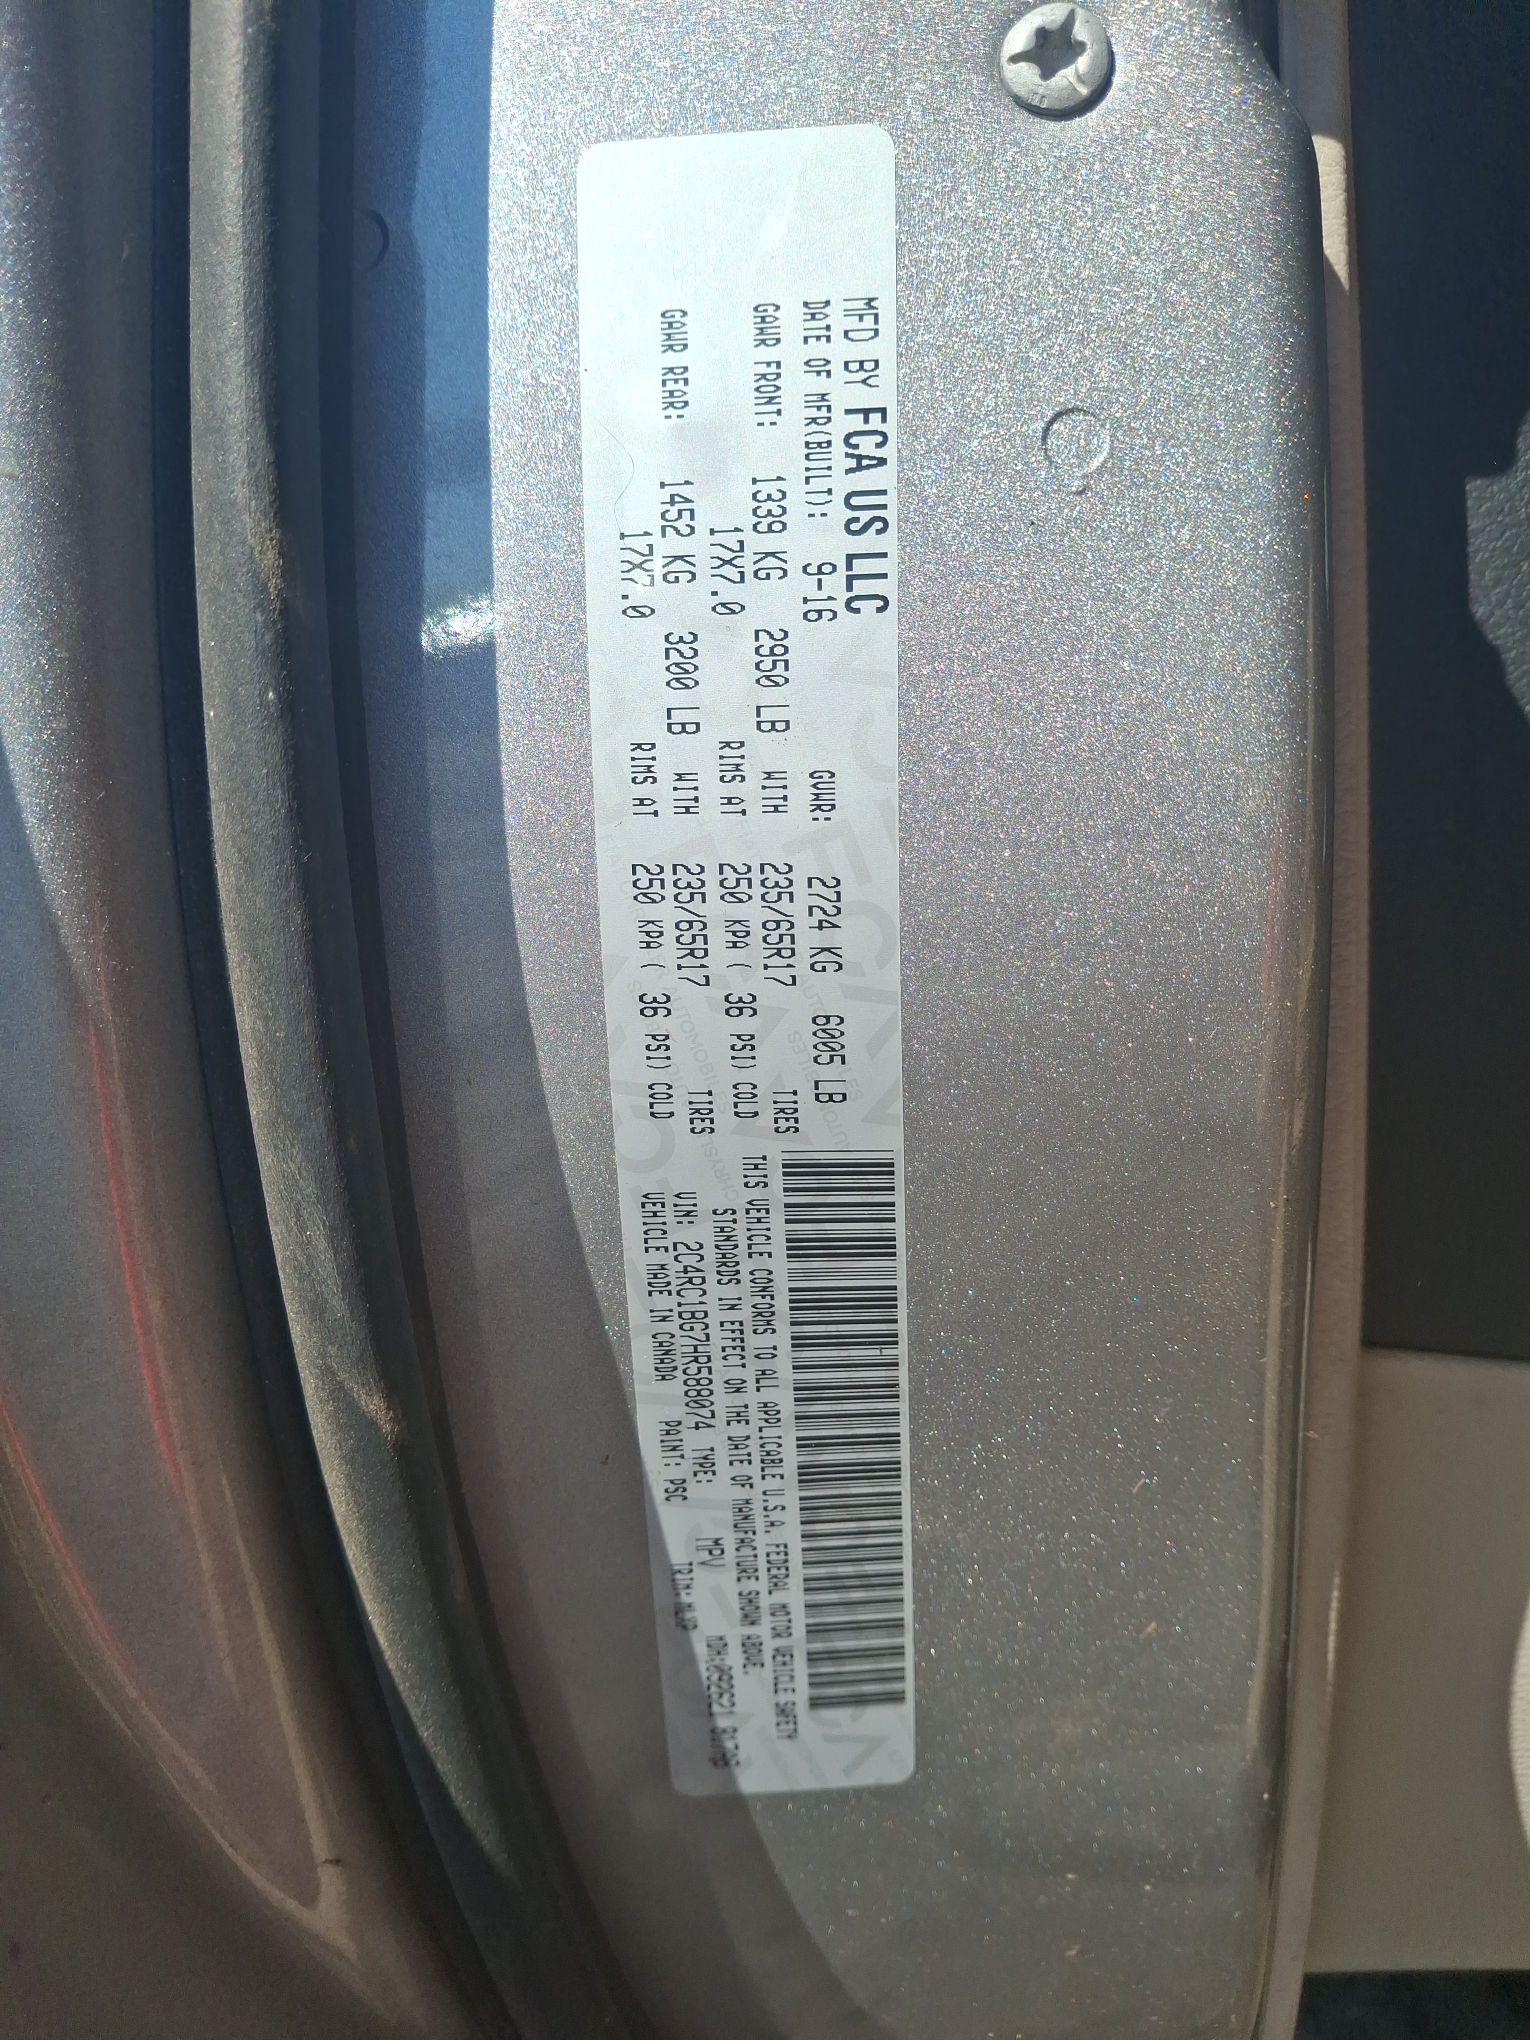 MFD BY FCA US LLC
DATE OF MFR(BUILT): 9-16 GVWR: 2724 KG 6005 LB
GAWR FRONT: 1339 KG 2950 LB WITH 235/65R17 TIRES
17X7.0 RIMS AT 250 KPA ( 36 PSI) COLD
GAWR REAR: 1452 KG 3200 LB WITH 235/65R17 TIRES
17X7.0 RIMS AT 250 KPA ( 36 PSI) COLD
THIS VEHICLE CONFORMS TO ALL APPLICABLE U.S.A. FEDERAL MOTOR VEHICLE SAFETY
STANDARDS IN EFFECT ON THE DATE OF MANUFACTURE SHOWN ABOVE.
VIN: 2C4RC1BG7HR588074 TYPE: MPV MDH:092621
VEHICLE MADE IN CANADA PAINT: PSC TRIM: